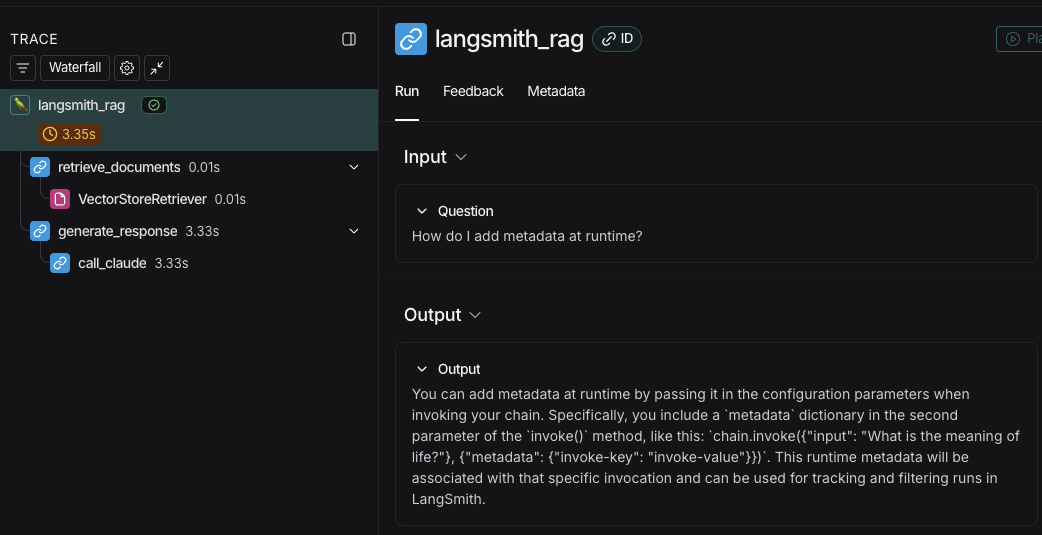 TRACE
Waterfall
langsmith_rag
3.35s
retrieve_documents 0.01s
VectorStoreRetriever 0.01s
generate_response 3.33s
call_claude 3.33s
langsmith_rag ID
Run Feedback Metadata
Input
Question
How do I add metadata at runtime?
Output
Output
You can add metadata at runtime by passing it in the configuration parameters when
invoking your chain. Specifically, you include a `metadata` dictionary in the second
parameter of the `invoke()` method, like this: `chain.invoke({"input": "What is the meaning of
life?"}, {"metadata": {"invoke-key": "invoke-value"}})`. This runtime metadata will be
associated with that specific invocation and can be used for tracking and filtering runs in
LangSmith.